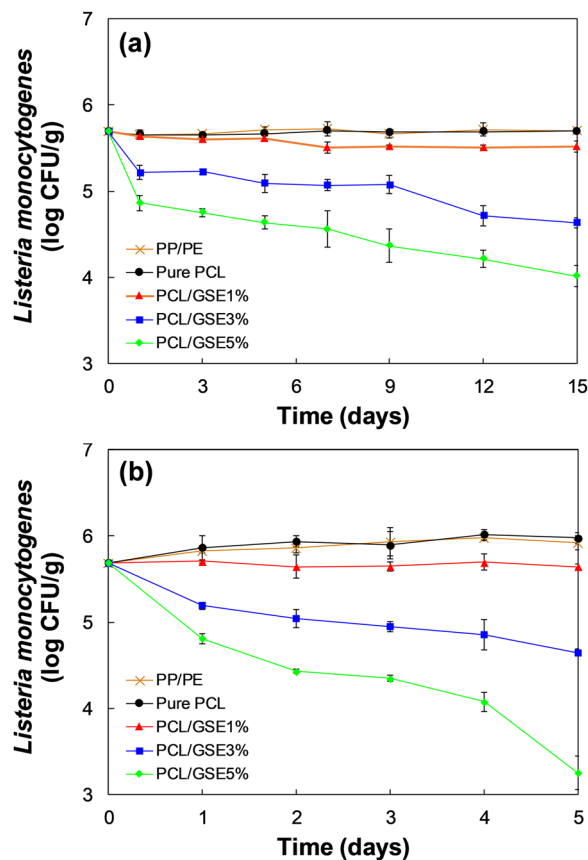 (a)
7
6
5
4
3
Listeria monocytogenes
(log CFU/g)
PP/PE
Pure PCL
PCL/GSE1%
PCL/GSE3%
PCL/GSE5%
0 3 6 9 12 15
Time (days)
(b)
7
6
5
4
3
Listeria monocytogenes
(log CFU/g)
PP/PE
Pure PCL
PCL/GSE1%
PCL/GSE3%
PCL/GSE5%
0 1 2 3 4 5
Time (days)